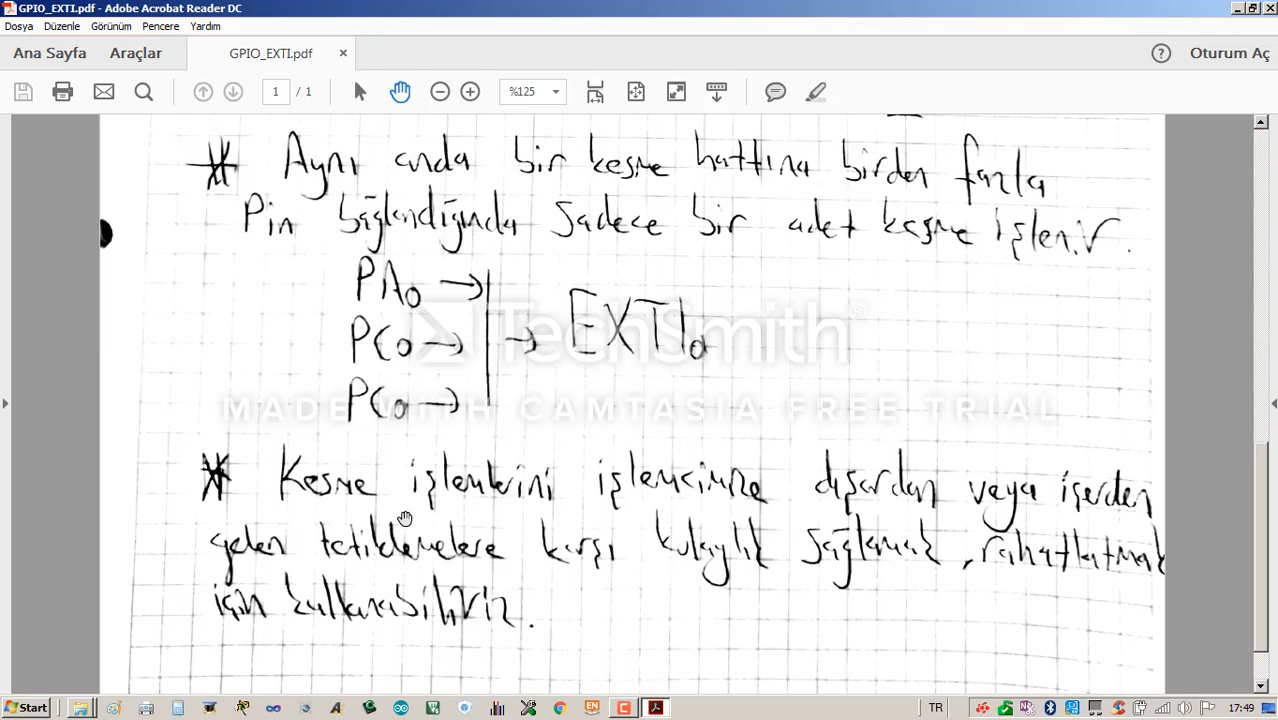 GPIO_EXTI.pdf - Adobe Acrobat Reader DC
Dosya Düzenle Görünüm Pencere Yardım
Ana Sayfa Araçlar GPIO_EXTI.pdf × ? Oturum Aç
1 / 1 %125
* Aynı anda bir kesme hattına birden fazla
Pin bağlandığında sadece bir adet kesme işlenir.
PA0 →
PC0 → → EXTI0
PC0 →
TechSmith®
MADE WITH CAMTASIA FREE TRIAL
* Kesme işlemlerini işlemcimize dışardan veya içerden
gelen tetiklemelere karşı kolaylık sağlamak, rahatlatmak
için kullanabiliriz.
Start EN TR 17:49